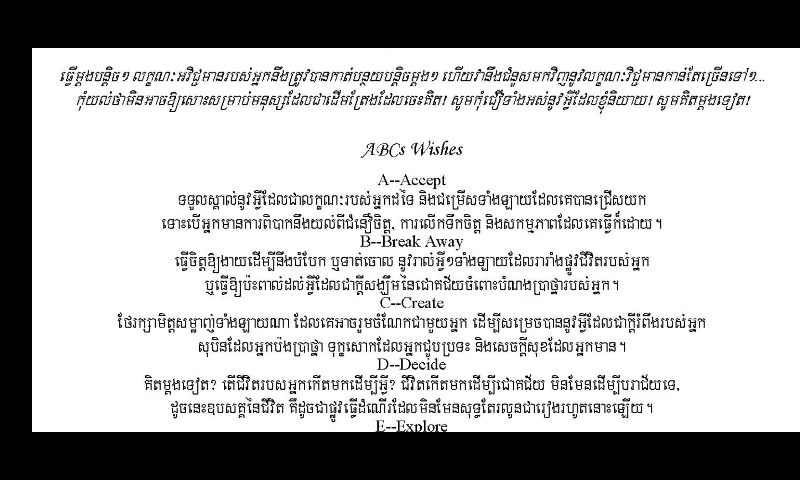 ធ្វើម្ដងបន្តិចៗ លក្ខណៈអវិជ្ជមានរបស់អ្នកនឹងត្រូវបានកាត់បន្ថយបន្តិចម្ដងៗ ហើយវានឹងជំនួសមកវិញនូវលក្ខណៈវិជ្ជមានកាន់តែច្រើនទៅៗ...
កុំយល់ថាមិនអាចឱ្យសោះសម្រាប់មនុស្សដែលជាដើមត្រែងដែលចេះគិត! សូមកុំជឿទាំងអស់នូវអ្វីដែលខ្ញុំនិយាយ! សូមគិតម្ដងទៀត!
ABCs Wishes
A--Accept
ទទួលស្គាល់នូវអ្វីដែលជាលក្ខណៈរបស់អ្នកដទៃ និងជម្រើសទាំងឡាយដែលគេបានជ្រើសយក
ទោះបើអ្នកមានការពិបាកនឹងយល់ពីជំនឿចិត្ត, ការលើកទឹកចិត្ត និងសកម្មភាពដែលគេធ្វើក៏ដោយ។
B--Break Away
ធ្វើចិត្តឱ្យងាយដើម្បីនឹងបំបែក ឬទាត់ចោល នូវរាល់អ្វីៗទាំងឡាយដែលរារាំងផ្លូវជីវិតរបស់អ្នក
ឬធ្វើឱ្យប៉ះពាល់ដល់អ្វីដែលជាក្ដីសង្ឃឹមនៃជោគជ័យចំពោះបំណងប្រាថ្នារបស់អ្នក។
C--Create
ថែរក្សាមិត្តសម្លាញ់ទាំងឡាយណា ដែលគេអាចរួមចំណែកជាមួយអ្នក ដើម្បីសម្រេចបាននូវអ្វីដែលជាក្ដីរំពឹងរបស់អ្នក
សុបិនដែលអ្នកប៉ងប្រាថ្នា ទុក្ខសោកដែលអ្នកជួបប្រទះ និងសេចក្ដីសុខដែលអ្នកមាន។
D--Decide
គិតម្ដងទៀត? តើជីវិតរបសអ្នកកើតមកដើម្បីអ្វី? ជីវិតកើតមកដើម្បីជោគជ័យ មិនមែនដើម្បីបរាជ័យទេ,
ដូចនេះឧបសគ្គនៃជីវិត គឺដូចជាផ្លូវធ្វើដំណើរដែលមិនមែនសុទ្ធតែរលូនជារៀងរហូតនោះឡើយ។
E--Explore